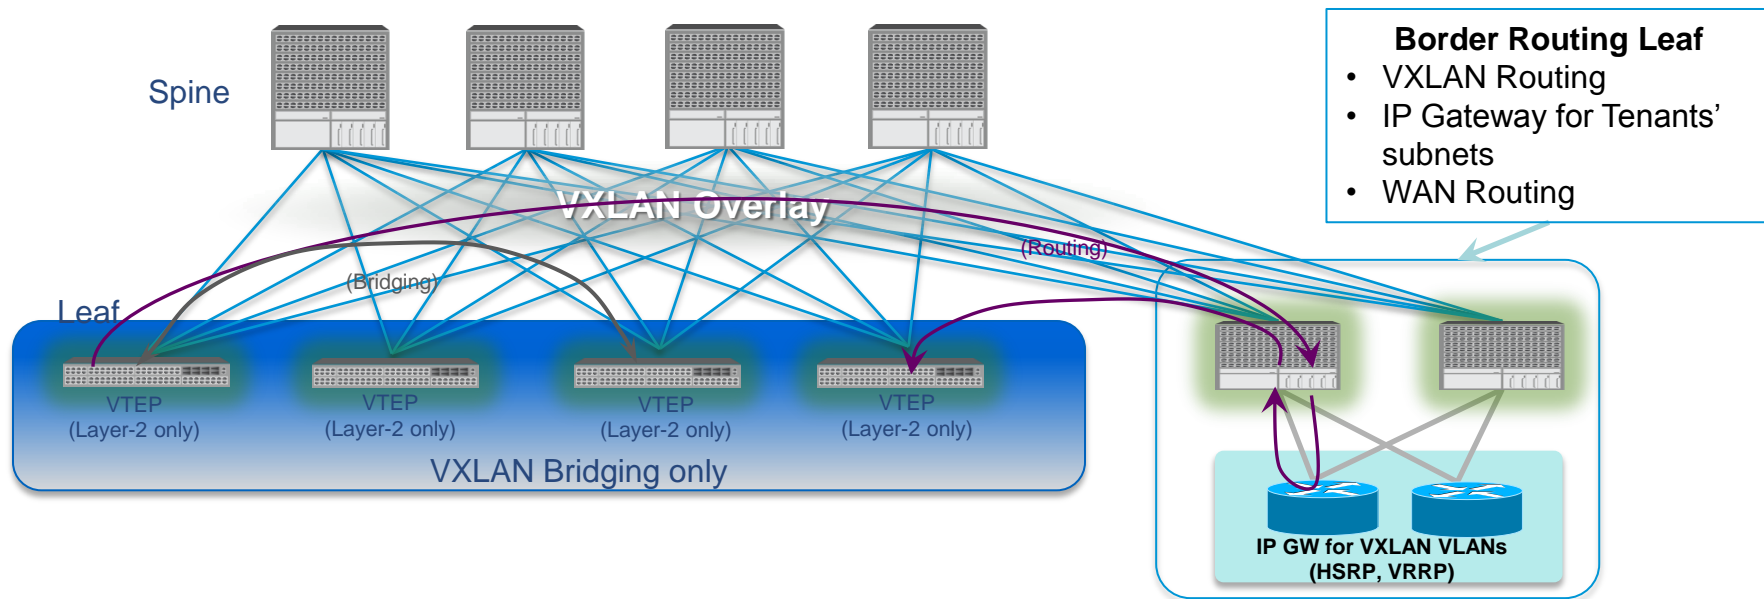 Border Routing Leaf
• VXLAN Routing
• IP Gateway for Tenants’
subnets
• WAN Routing
Spine
VXLAN Overlay
(Routing)
(Bridging)
Leaf
VTEP
(Layer-2 only)
VTEP
(Layer-2 only)
VTEP
(Layer-2 only)
VTEP
(Layer-2 only)
VXLAN Bridging only
IP GW for VXLAN VLANs
(HSRP, VRRP)